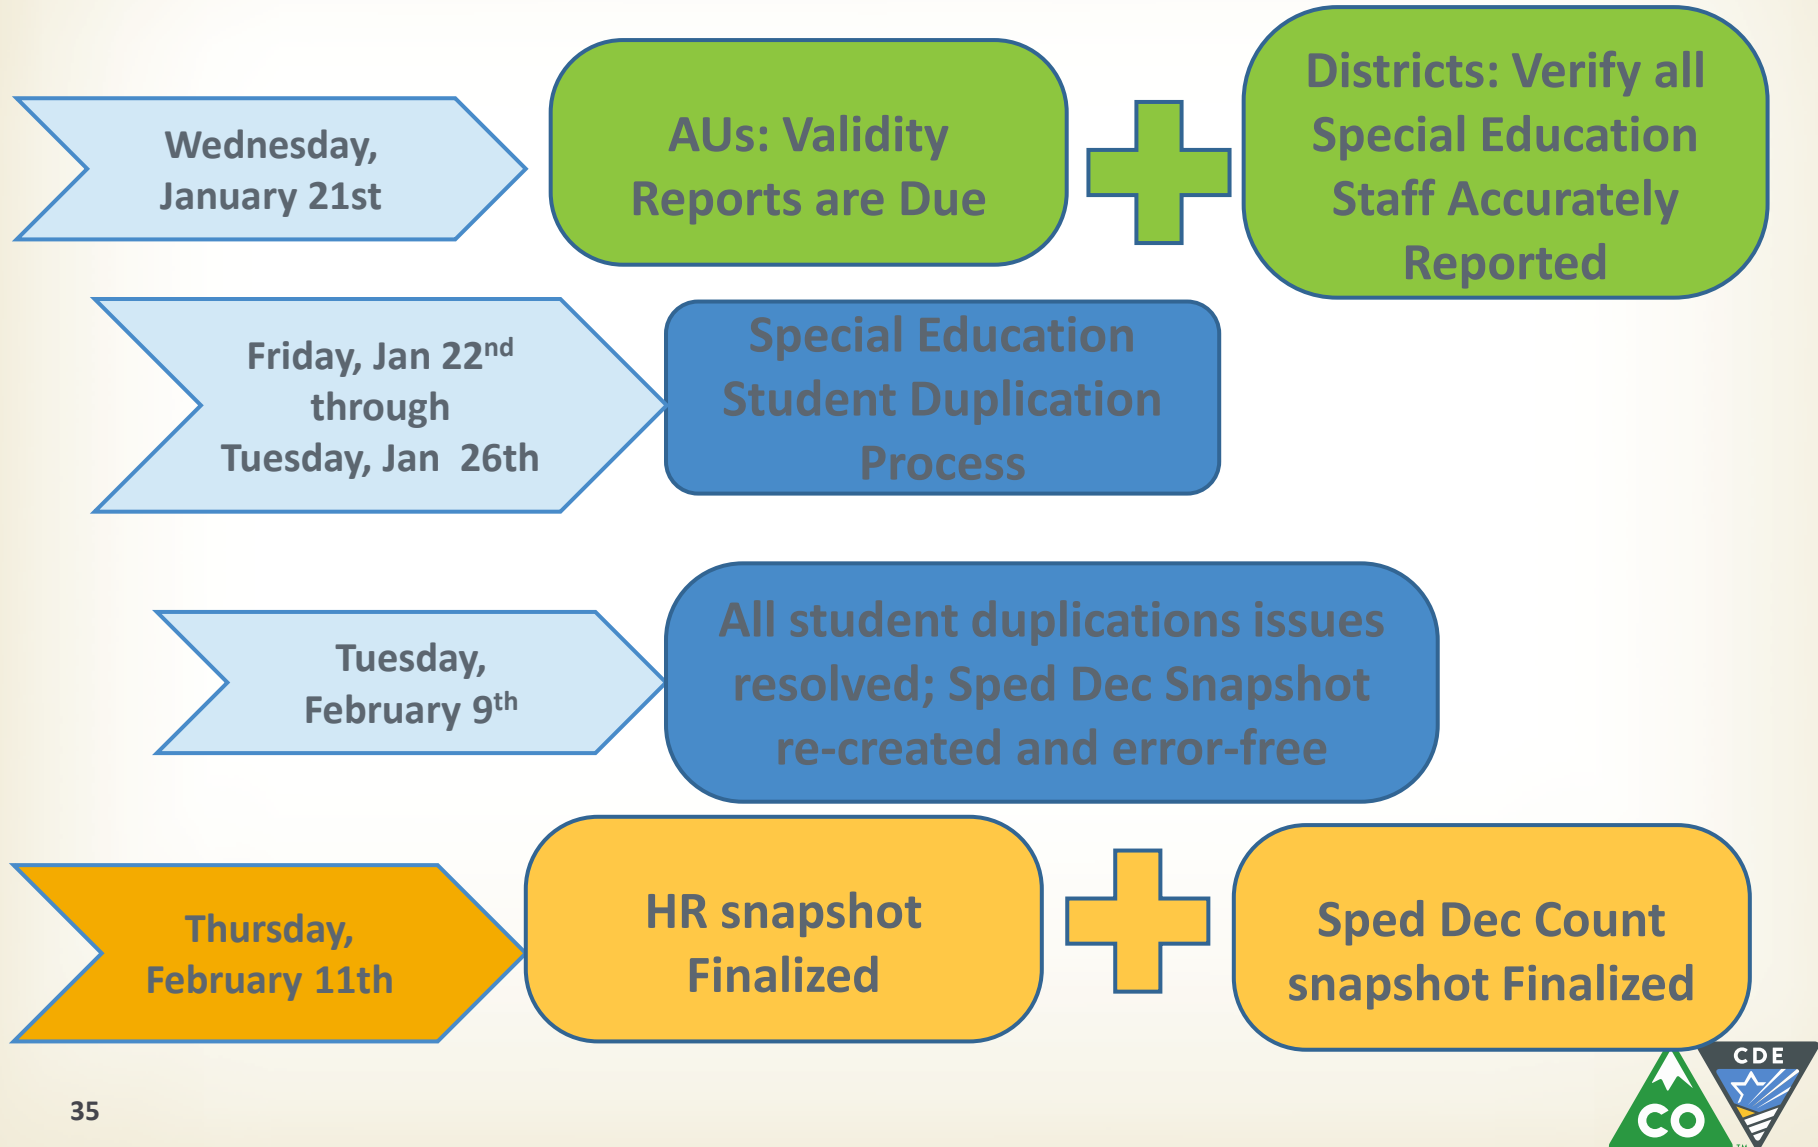 Wednesday,
January 21st
AUs: Validity
Reports are Due
Districts: Verify all
Special Education
Staff Accurately
Reported
Friday, Jan 22nd
through
Tuesday, Jan  26th
Special Education
Student Duplication
Process
Tuesday,
February 9th
All student duplications issues
resolved; Sped Dec Snapshot
re-created and error-free
Thursday,
February 11th
HR snapshot
Finalized
Sped Dec Count
snapshot Finalized
35
CO
CDE
TM